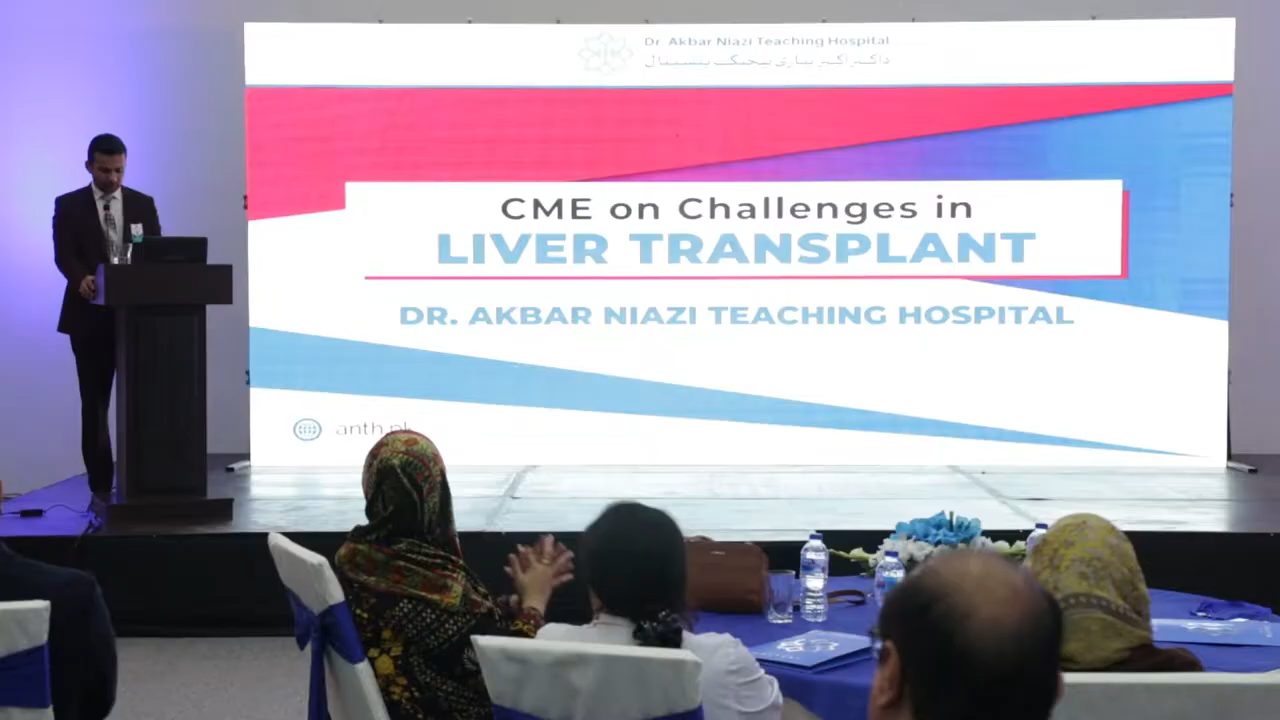 Dr. Akbar Niazi Teaching Hospital
CME on Challenges in
LIVER TRANSPLANT
DR. AKBAR NIAZI TEACHING HOSPITAL
anth.pk